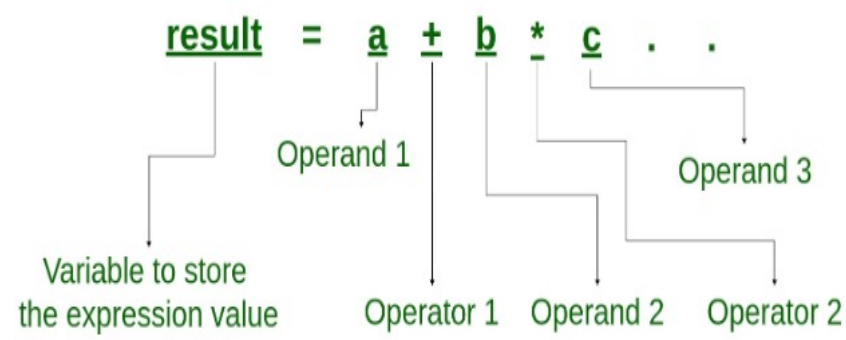 result = a + b * c . .
Operand 1
Operand 3
Variable to store
the expression value
Operator 1
Operand 2
Operator 2